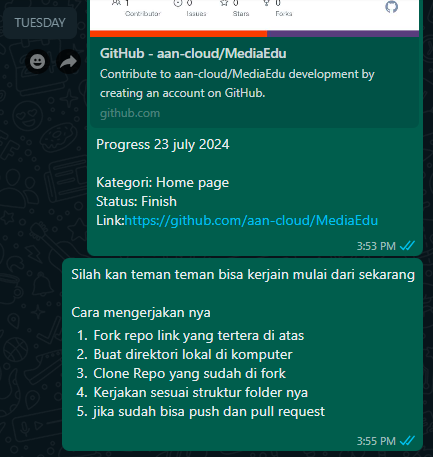 TUESDAY
1
0
0
0
Contributor
Issues
Stars
Forks
GitHub - aan-cloud/MediaEdu
Contribute to aan-cloud/MediaEdu development by
creating an account on GitHub.
github.com
Progress 23 july 2024
Kategori: Home page
Status: Finish
Link:https://github.com/aan-cloud/MediaEdu
3:53 PM
Silah kan teman teman bisa kerjain mulai dari sekarang
Cara mengerjakan nya
1. Fork repo link yang tertera di atas
2. Buat direktori lokal di komputer
3. Clone Repo yang sudah di fork
4. Kerjakan sesuai struktur folder nya
5. jika sudah bisa push dan pull request
3:55 PM